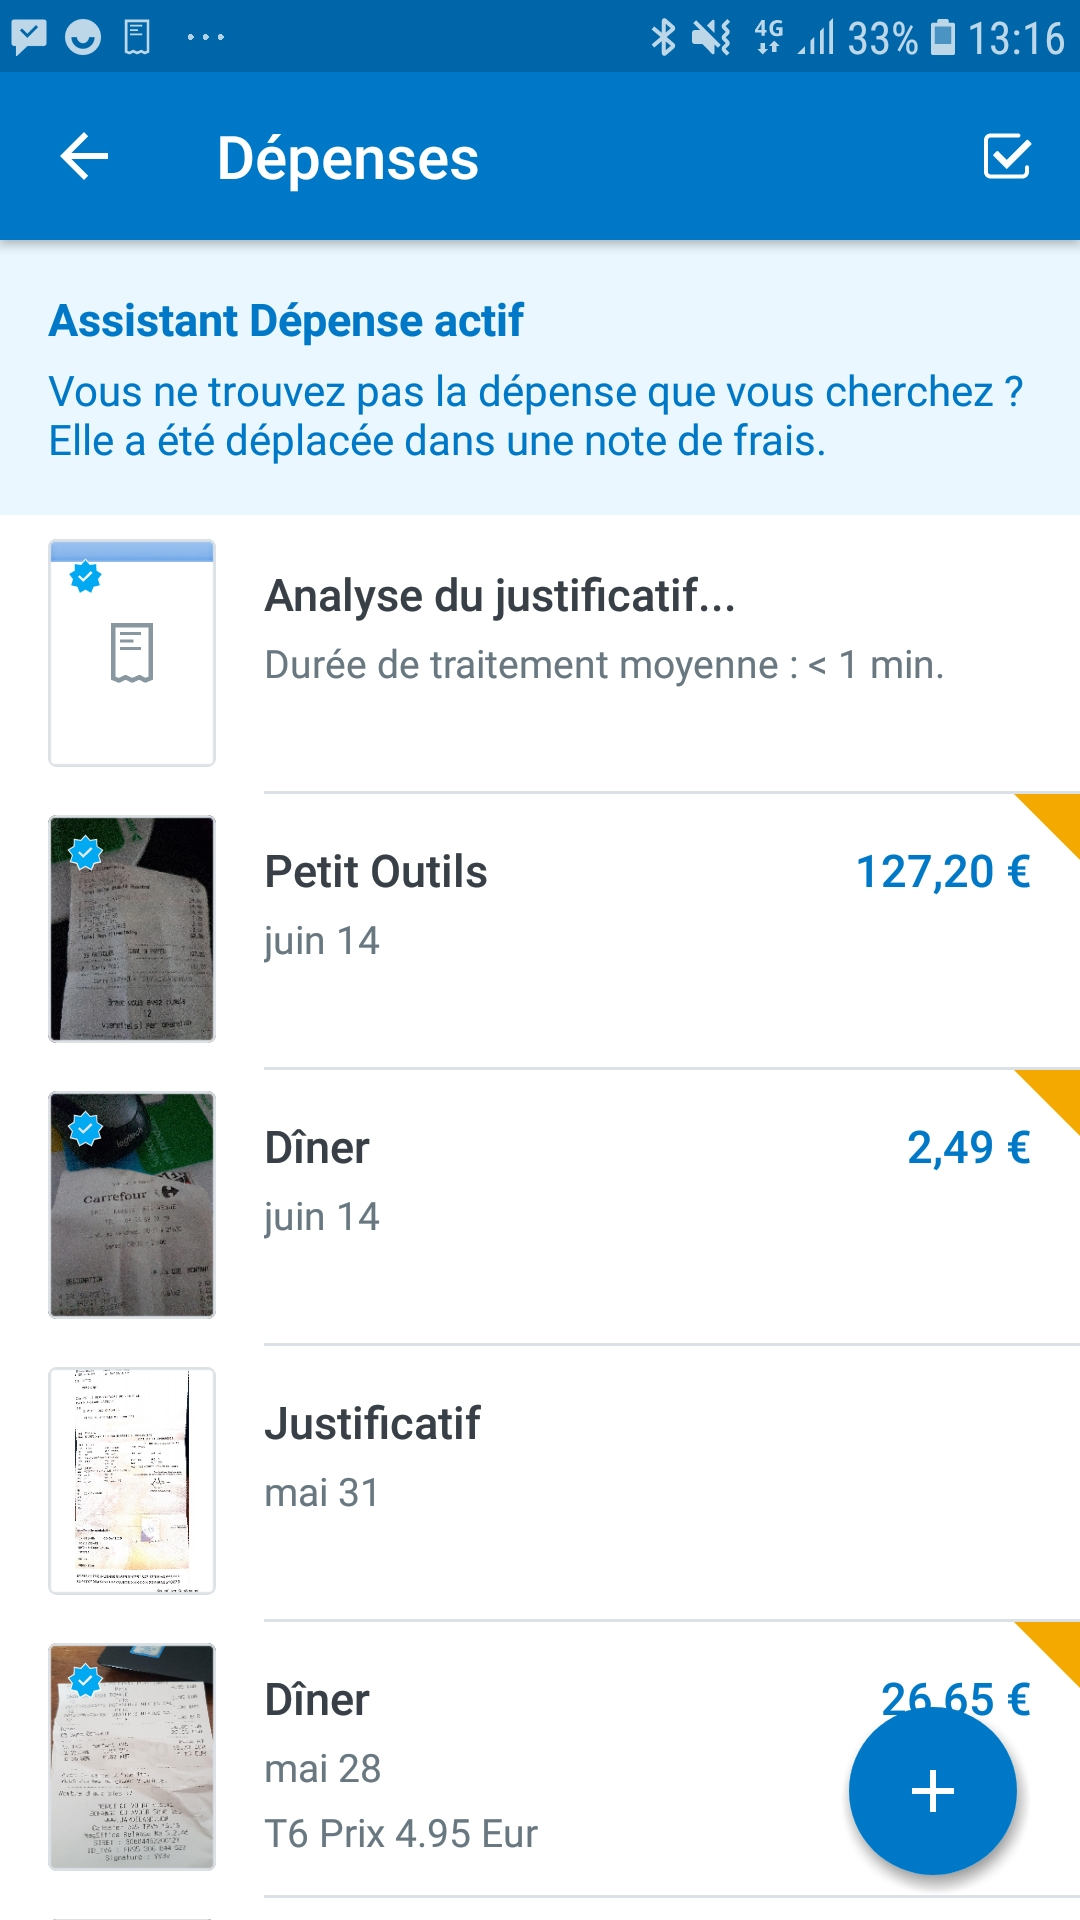 4G 33% 13:16
Dépenses
Assistant Dépense actif
Vous ne trouvez pas la dépense que vous cherchez ?
Elle a été déplacée dans une note de frais.
Analyse du justificatif...
Durée de traitement moyenne : < 1 min.
Petit Outils 127,20 €
juin 14
Dîner 2,49 €
juin 14
Carrefour
Justificatif
mai 31
Dîner 26,65 €
mai 28
T6 Prix 4.95 Eur